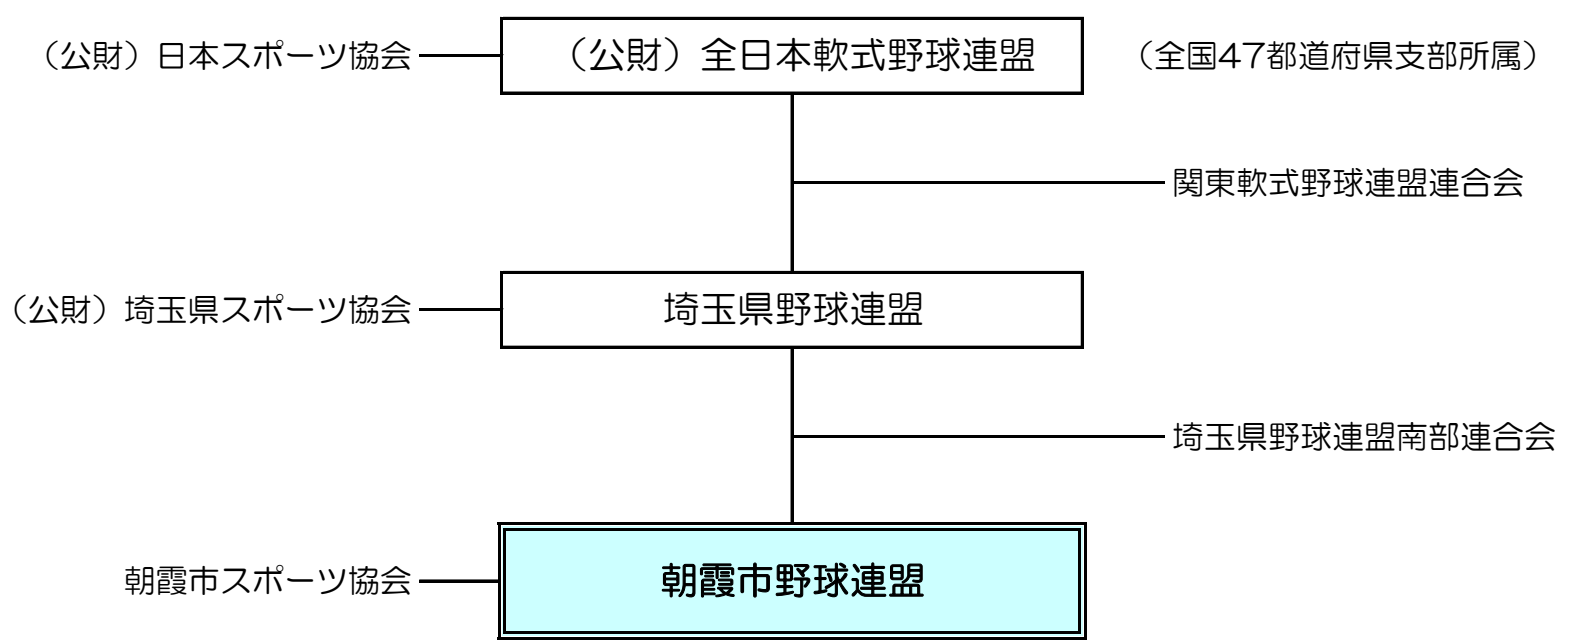 （公財）日本スポーツ協会
（公財）全日本軟式野球連盟
（全国47都道府県支部所属）
関東軟式野球連盟連合会
（公財）埼玉県スポーツ協会
埼玉県野球連盟
埼玉県野球連盟南部連合会
朝霞市スポーツ協会
朝霞市野球連盟